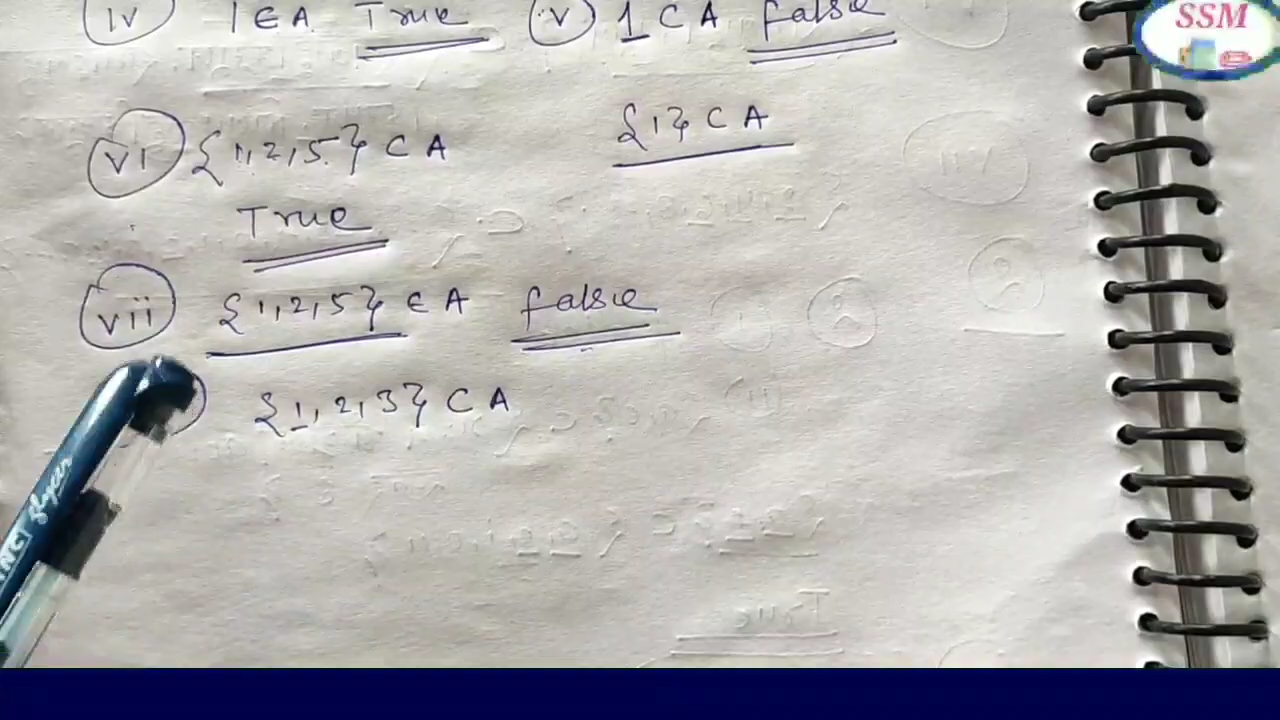 iv 1 ∈ A True v 1 ⊂ A false
vi {1,2,5} ⊂ A {1} ⊂ A
True
vii {1,2,5} ∈ A false
{1,2,3} ⊂ A
SSM